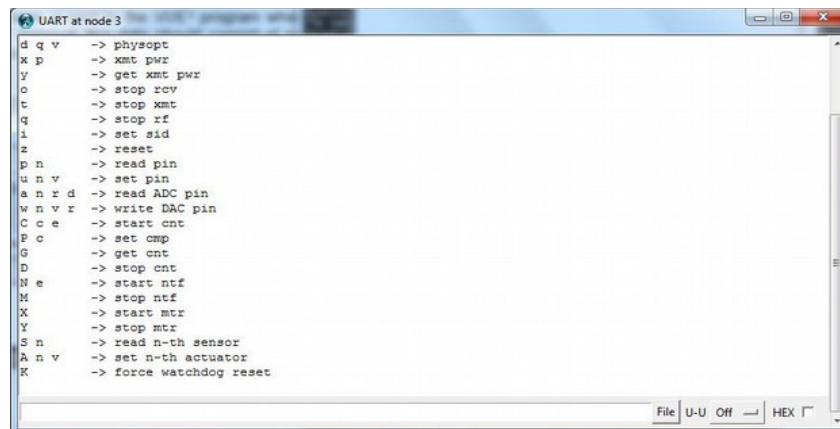 UART at node 3
d q v -> physopt
x p -> xmt pwr
y -> get xmt pwr
o -> stop rcv
t -> stop xmt
q -> stop rf
i -> set sid
z -> reset
p n -> read pin
u n v -> set pin
a n r d -> read ADC pin
w n v r -> write DAC pin
C c e -> start cnt
P c -> set cmp
G -> get cnt
D -> stop cnt
N e -> start ntf
M -> stop ntf
X -> start mtr
Y -> stop mtr
S n -> read n-th sensor
A n v -> set n-th actuator
K -> force watchdog reset
File U-U Off HEX